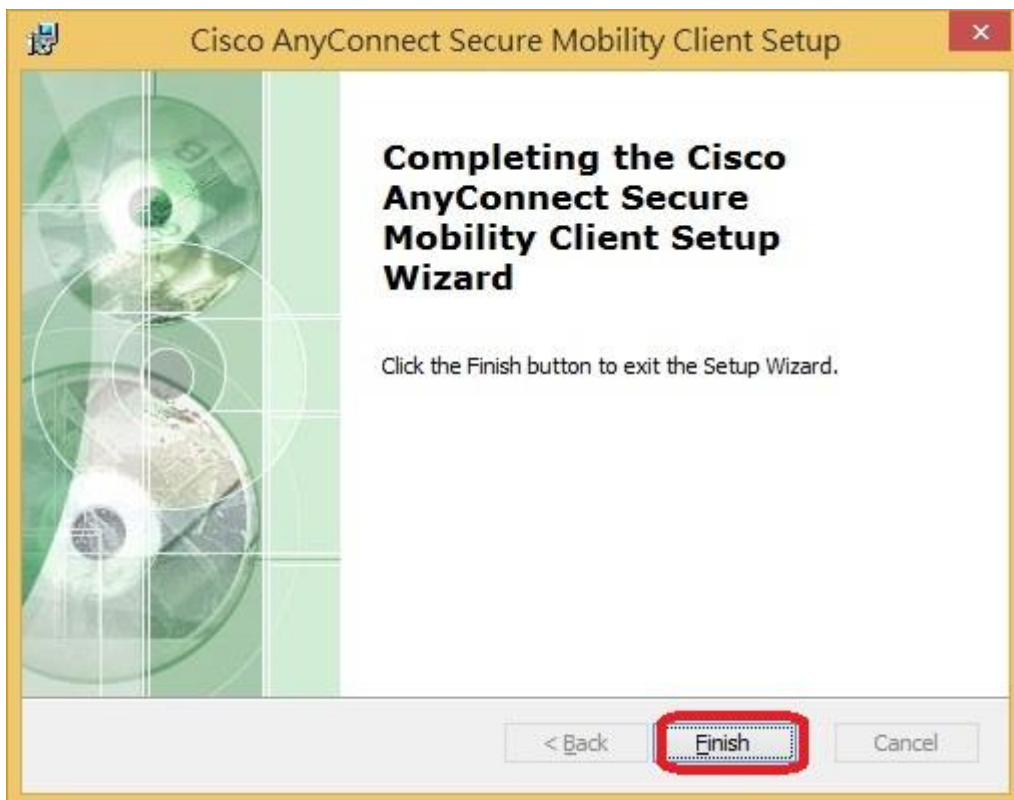 Cisco AnyConnect Secure Mobility Client Setup
Completing the Cisco
AnyConnect Secure
Mobility Client Setup
Wizard
Click the Finish button to exit the Setup Wizard.
< Back
Finish
Cancel